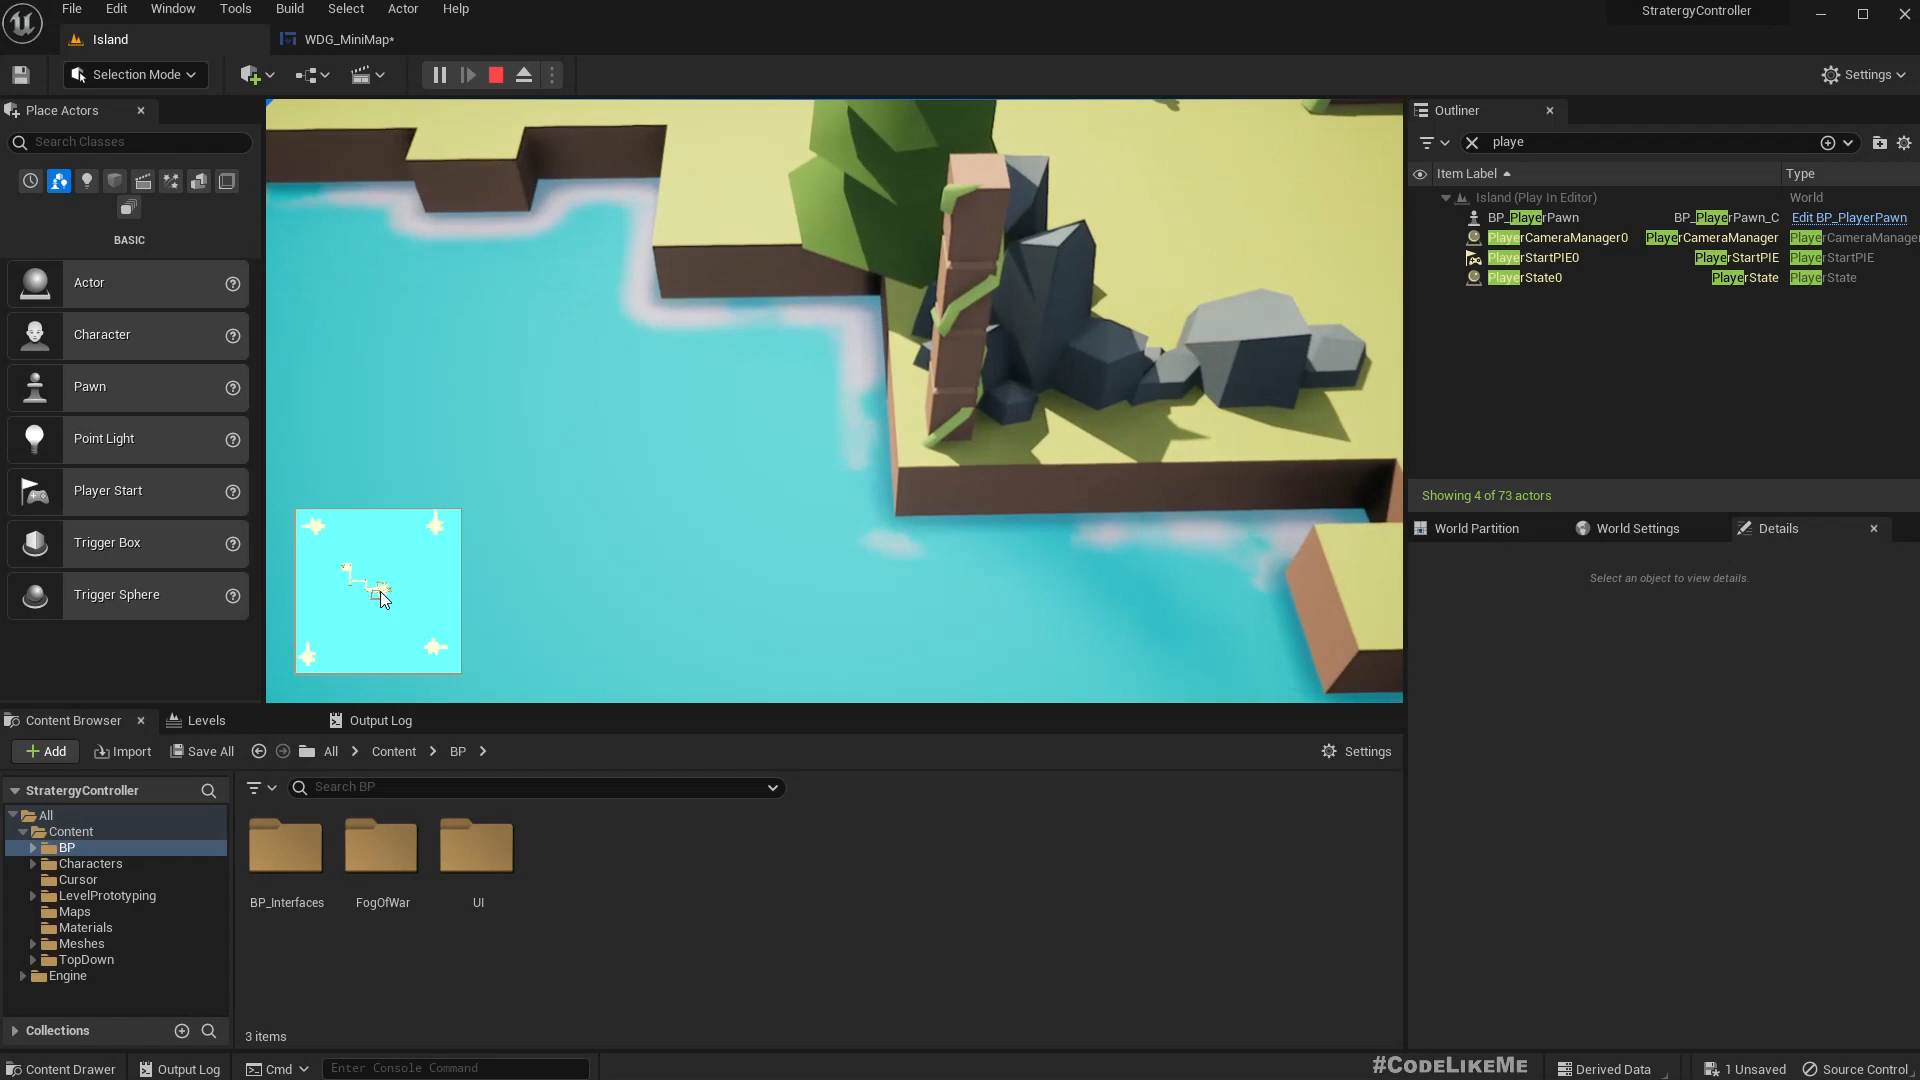 File Edit Window Tools Build Select Actor Help
StratergyController
Island
WDG_MiniMap*
Selection Mode
Settings
Place Actors
Search Classes
BASIC
Actor
Character
Pawn
Point Light
Player Start
Trigger Box
Trigger Sphere
Outliner
playe
Item Label
Type
Island (Play In Editor)
World
BP_PlayerPawn
BP_PlayerPawn_C
Edit BP_PlayerPawn
PlayerCameraManager0
PlayerCameraManager
PlayerCameraManage
PlayerStartPIE0
PlayerStartPIE
PlayerStartPIE
PlayerState0
PlayerState
PlayerState
Showing 4 of 73 actors
World Partition
World Settings
Details
Select an object to view details.
Content Browser
Levels
Output Log
Add
Import
Save All
All
Content
BP
Settings
StratergyController
Search BP
All
Content
BP
Characters
Cursor
LevelPrototyping
Maps
Materials
Meshes
TopDown
Engine
BP_Interfaces
FogOfWar
UI
Collections
3 items
Content Drawer
Output Log
Cmd
Enter Console Command
#CODELIKEME
Derived Data
1 Unsaved
Source Control